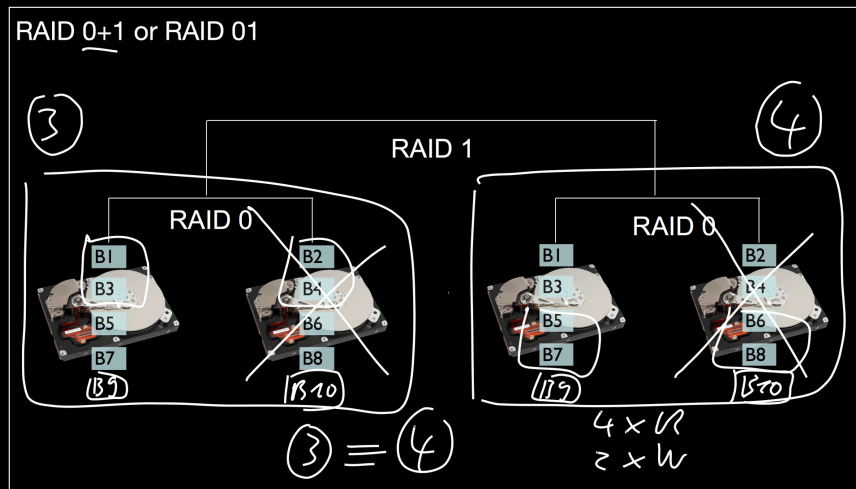 RAID 0+1 or RAID 01
3
4
RAID 1
RAID 0
RAID 0
B1
B2
B1
B2
B3
B4
B3
B4
B5
B6
B5
B6
B7
B8
B7
B8
B9
B10
B9
B10
3 ≡ 4
4 x R
2 x W